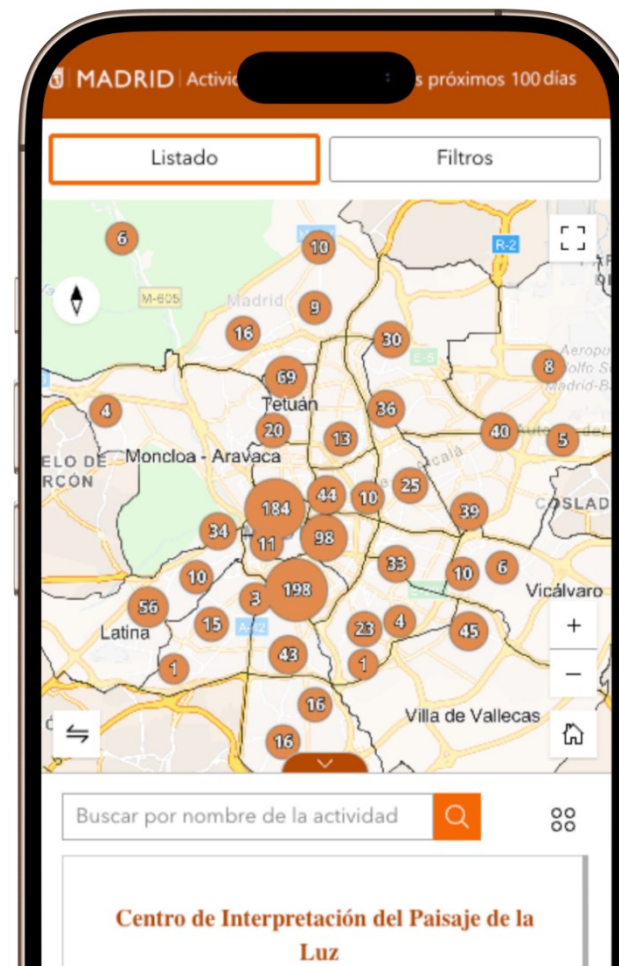 MADRID Activid s próximos 100 días
Listado
Filtros
6
10
R-2
M-605
Madrid
9
16
30
E-5
8
Aeropu
dolfo S
Madrid-Ba
69
Tetuán
36
4
20
13
40
5
Moncloa - Aravaca
ELO DE
RCÓN
Alcalá
25
44
10
184
39
COSLAD
34
11
98
33
10
6
10
198
Vicálvaro
56
3
Latina
15
A-42
23
4
45
+
43
1
1
−
16
Villa de Vallecas
16
Buscar por nombre de la actividad
Centro de Interpretación del Paisaje de la
Luz